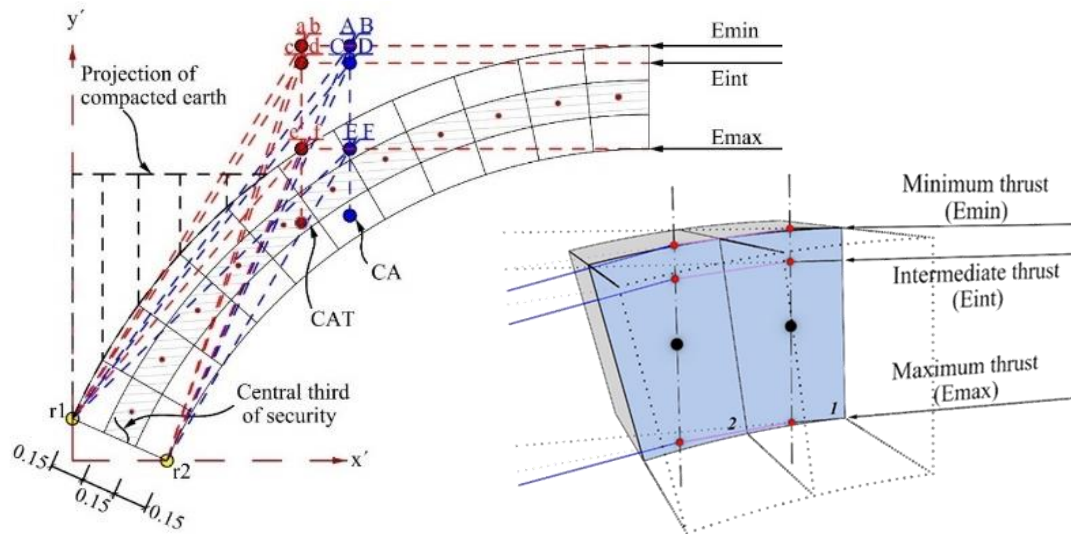 y´
a b
A B
c d
C D
Emin
Eint
Projection of
compacted earth
e f
E F
Emax
CA
CAT
Central third
of security
r1
r2
x´
0.15
0.15
0.15
Minimum thrust
(Emin)
Intermediate thrust
(Eint)
Maximum thrust
(Emax)
2
1